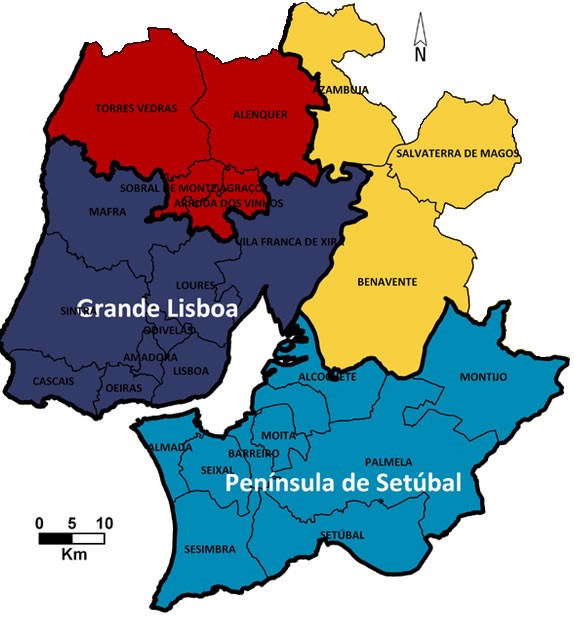 N
AZAMBUJA
TORRES VEDRAS
ALENQUER
SALVATERRA DE MAGOS
SOBRAL DE MONTE AGRAÇO
ARRUDA DOS VINHOS
MAFRA
VILA FRANCA DE XIRA
BENAVENTE
LOURES
SINTRA
Grande Lisboa
ODIVELAS
AMADORA
LISBOA
CASCAIS
OEIRAS
ALCOCHETE
MONTIJO
MOITA
ALMADA
BARREIRO
SEIXAL
PALMELA
Península de Setúbal
0 5 10
Km
SETÚBAL
SESIMBRA